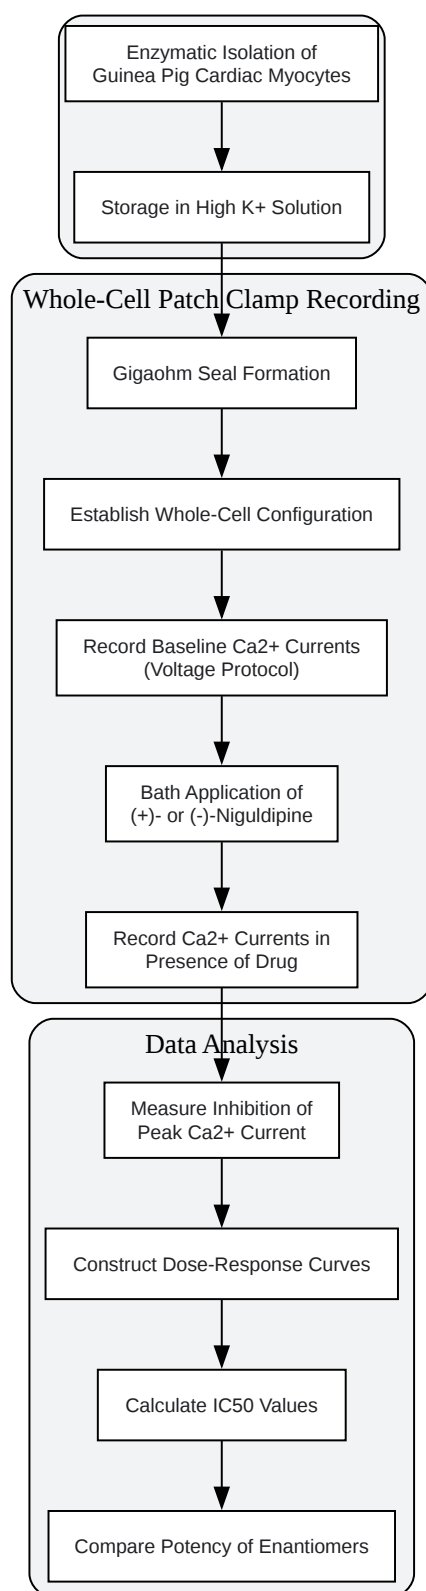 Enzymatic Isolation of
Guinea Pig Cardiac Myocytes
Storage in High K+ Solution
Whole-Cell Patch Clamp Recording
Gigaohm Seal Formation
Establish Whole-Cell Configuration
Record Baseline Ca2+ Currents
(Voltage Protocol)
Bath Application of
(+)- or (-)-Niguldipine
Record Ca2+ Currents in
Presence of Drug
Data Analysis
Measure Inhibition of
Peak Ca2+ Current
Construct Dose-Response Curves
Calculate IC50 Values
Compare Potency of Enantiomers